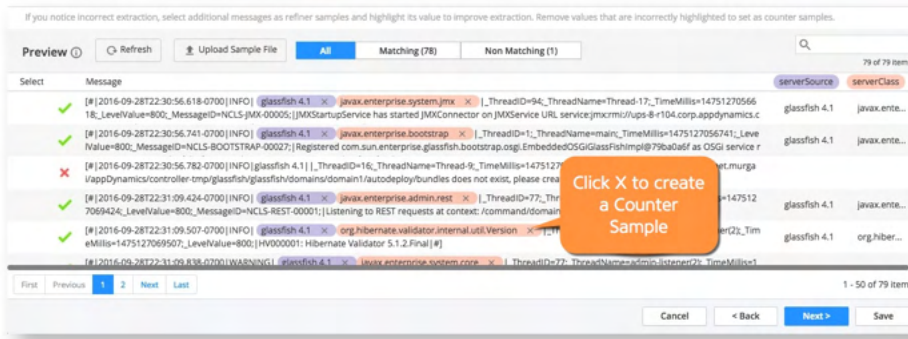 If you notice incorrect extraction, select additional messages as refiner samples and highlight its value to improve extraction. Remove values that are incorrectly highlighted to set as counter samples.
Preview Refresh Upload Sample File All Matching (78) Non Matching (1)
79 of 79 item
Select Message serverSource serverClass
[#|2016-09-28T22:30:56.618-0700|INFO| glassfish 4.1 × javax.enterprise.system.jmx × |_ThreadID=94;_ThreadName=Thread-17;_TimeMillis=14751270566
18;_LevelValue=800;_MessageID=NCLS-JMX-00005;|JMXStartupService has started JMXConnector on JMXService URL service:jmx:rmi://ups-8-r104.corp.appdynamics.c
glassfish 4.1 javax.ente...
[#|2016-09-28T22:30:56.741-0700|INFO| glassfish 4.1 × javax.enterprise.bootstrap × |_ThreadID=1;_ThreadName=main;_TimeMillis=1475127056741;_Leve
lValue=800;_MessageID=NCLS-BOOTSTRAP-00027;|Registered com.sun.enterprise.glassfish.bootstrap.osgi.EmbeddedOSGiGlassFishImpl@79ba0a6f as OSGi service r
glassfish 4.1 javax.ente...
[#|2016-09-28T22:30:56.782-0700|INFO|glassfish 4.1||_ThreadID=16;_ThreadName=Thread-9;_TimeMillis=147512 et.murga
i/appDynamics/controller-tmp/glassfish/glassfish/domains/domain1/autodeploy/bundles does not exist, please crea
[#|2016-09-28T22:31:09.424-0700|INFO| glassfish 4.1 × javax.enterprise.admin.rest × |_ThreadID=77;_Thr =147512
7069424;_LevelValue=800;_MessageID=NCLS-REST-00001;|Listening to REST requests at context: /command/domain
glassfish 4.1 javax.ente...
[#|2016-09-28T22:31:09.507-0700|INFO| glassfish 4.1 × org.hibernate.validator.internal.util.Version × er(2);_Tim
eMillis=1475127069507;_LevelValue=800;|HV000001: Hibernate Validator 5.1.2.Final|#]
glassfish 4.1 org.hiber...
Click X to create
a Counter
Sample
[#|2016-09-28T22:31:09.838-0700|WARNING| glassfish 4.1 × javax.enterprise.system.core × |_ThreadID=77;_ThreadName=admin-listener(2);_TimeMillis=1
First Previous 1 2 Next Last 1 - 50 of 79 item
Cancel < Back Next > Save